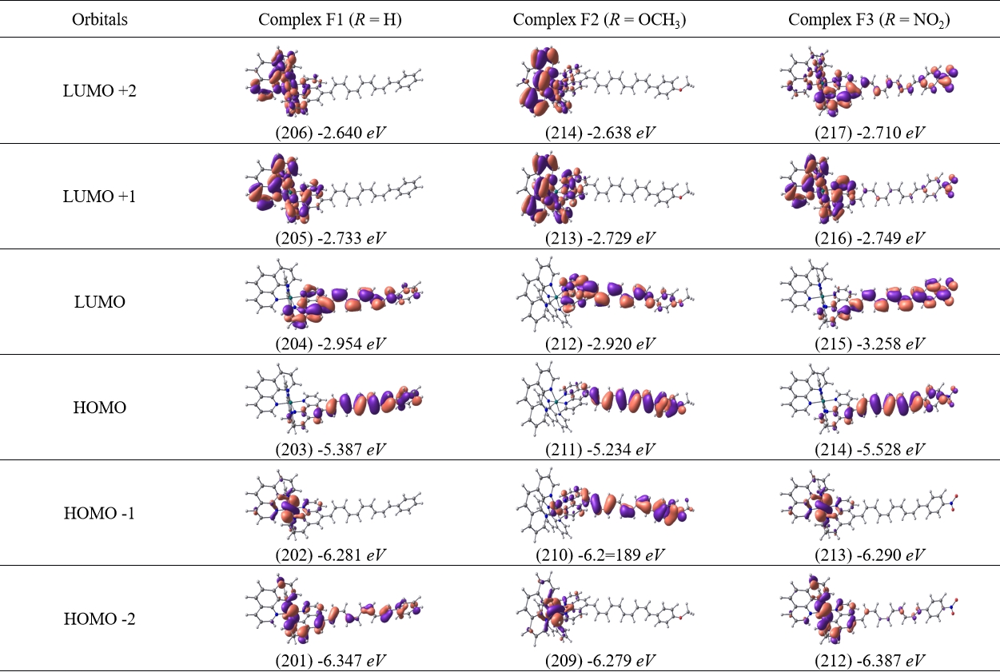 Orbitals Complex F1 (R = H) Complex F2 (R = OCH₃) Complex F3 (R = NO₂)
LUMO +2
(206) -2.640 eV (214) -2.638 eV (217) -2.710 eV
LUMO +1
(205) -2.733 eV (213) -2.729 eV (216) -2.749 eV
LUMO
(204) -2.954 eV (212) -2.920 eV (215) -3.258 eV
HOMO
(203) -5.387 eV (211) -5.234 eV (214) -5.528 eV
HOMO -1
(202) -6.281 eV (210) -6.2=189 eV (213) -6.290 eV
HOMO -2
(201) -6.347 eV (209) -6.279 eV (212) -6.387 eV